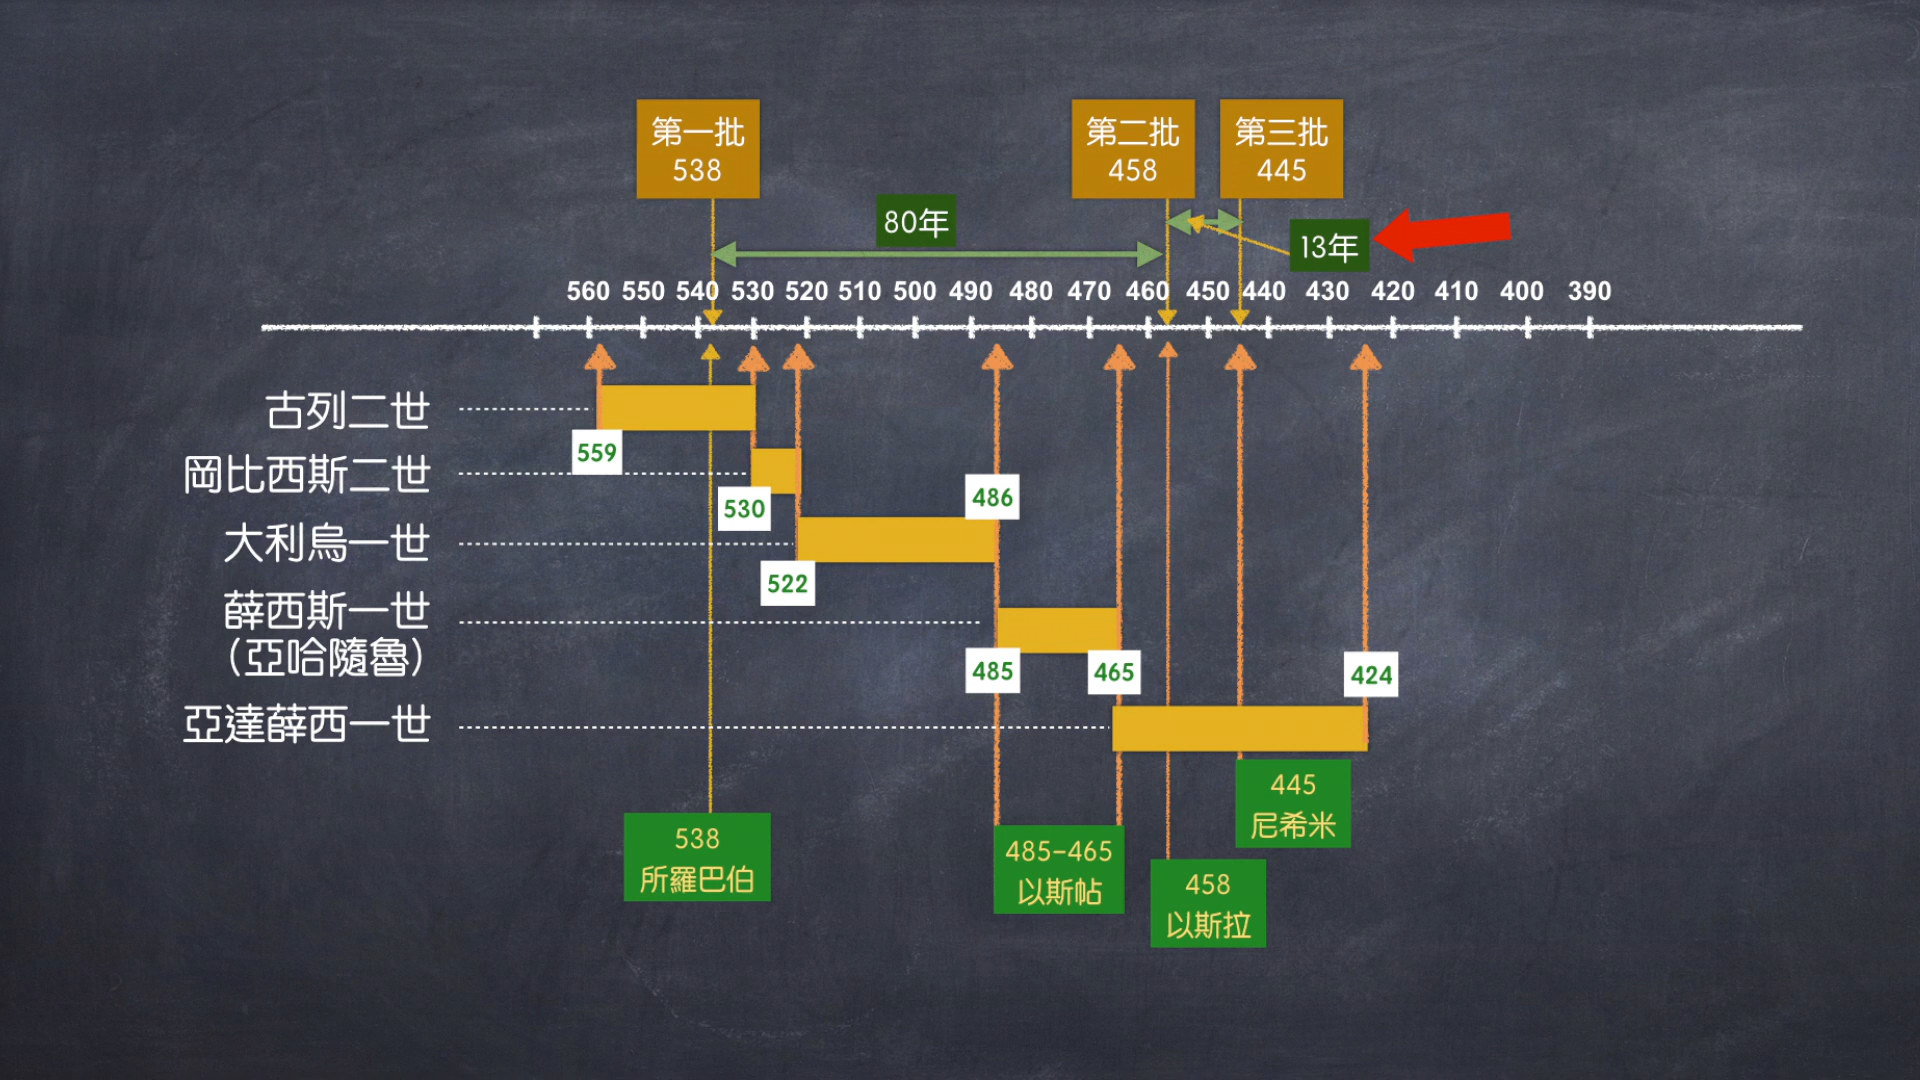 第一批
538
第二批
458
第三批
445
80年
13年
560 550 540 530 520 510 500 490 480 470 460 450 440 430 420 410 400 390
古列二世
559
岡比西斯二世
530
486
大利烏一世
522
薛西斯一世
（亞哈隨魯）
485
465
424
亞達薛西一世
445
尼希米
538
所羅巴伯
485-465
以斯帖
458
以斯拉